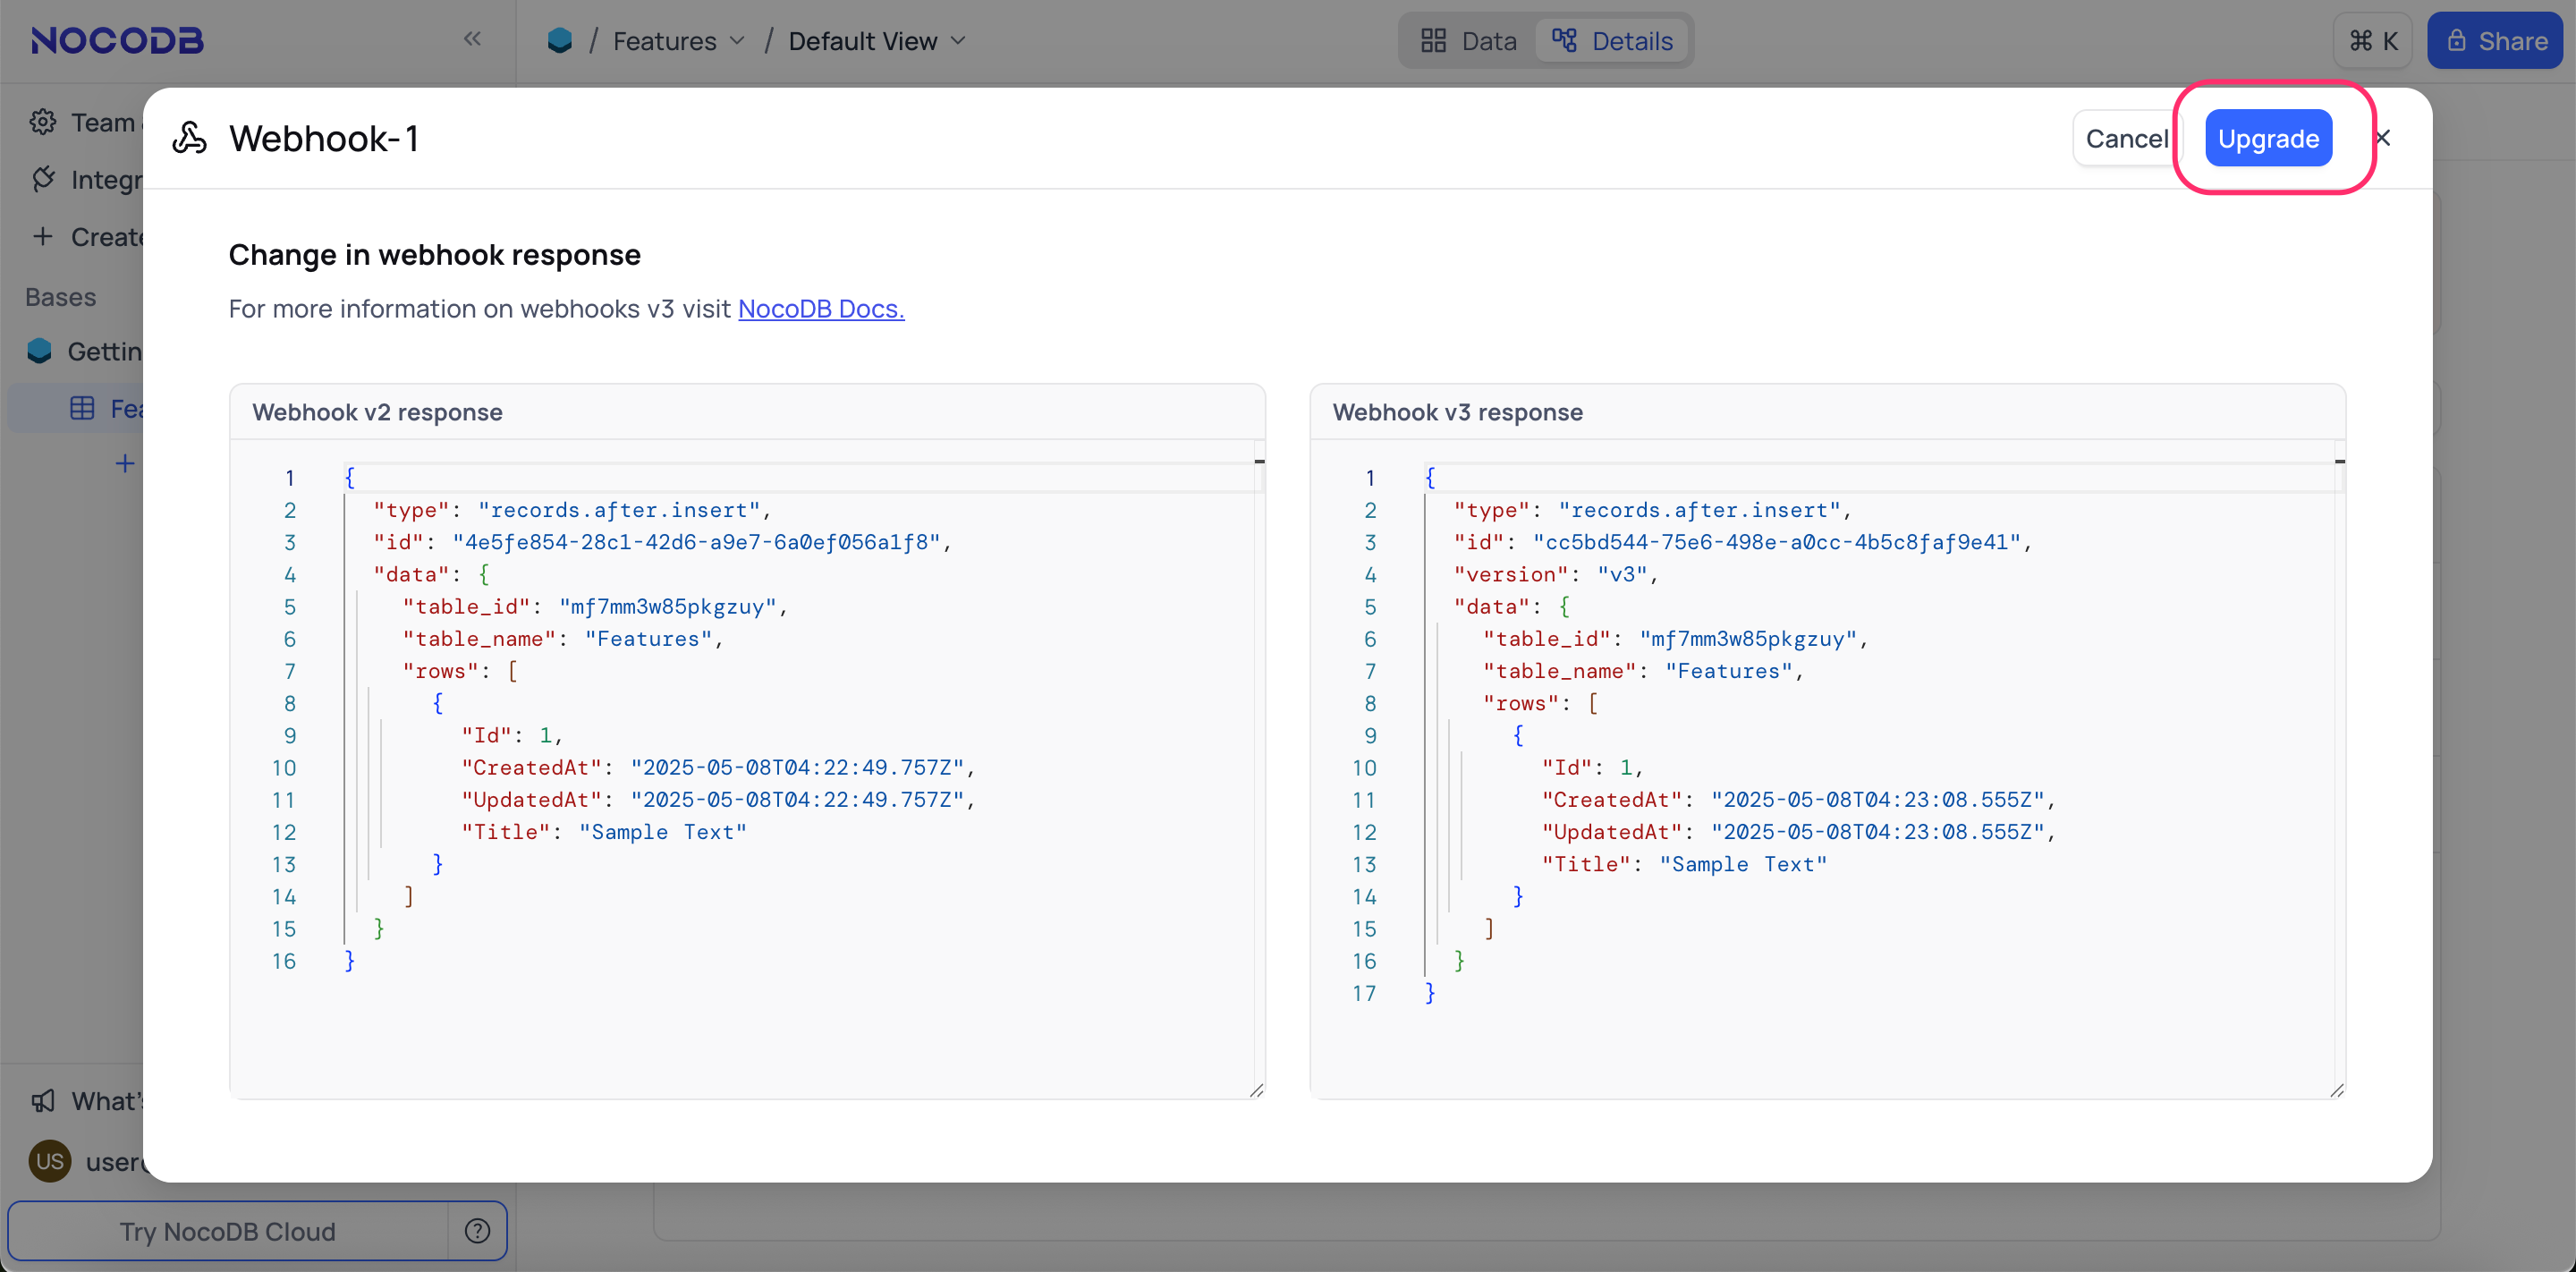 NOCODB
/ Features / Default View
Data Details
⌘ K Share
Team
Integr
Create
Bases
Gettin
Fea
+
What's
US user
Try NocoDB Cloud
Webhook-1
Cancel Upgrade
Change in webhook response
For more information on webhooks v3 visit NocoDB Docs.
Webhook v2 response
1 {
2 "type": "records.after.insert",
3 "id": "4e5fe854-28c1-42d6-a9e7-6a0ef056a1f8",
4 "data": {
5 "table_id": "mf7mm3w85pkgzuy",
6 "table_name": "Features",
7 "rows": [
8 {
9 "Id": 1,
10 "CreatedAt": "2025-05-08T04:22:49.757Z",
11 "UpdatedAt": "2025-05-08T04:22:49.757Z",
12 "Title": "Sample Text"
13 }
14 ]
15 }
16 }
Webhook v3 response
1 {
2 "type": "records.after.insert",
3 "id": "cc5bd544-75e6-498e-a0cc-4b5c8faf9e41",
4 "version": "v3",
5 "data": {
6 "table_id": "mf7mm3w85pkgzuy",
7 "table_name": "Features",
8 "rows": [
9 {
10 "Id": 1,
11 "CreatedAt": "2025-05-08T04:23:08.555Z",
12 "UpdatedAt": "2025-05-08T04:23:08.555Z",
13 "Title": "Sample Text"
14 }
15 ]
16 }
17 }